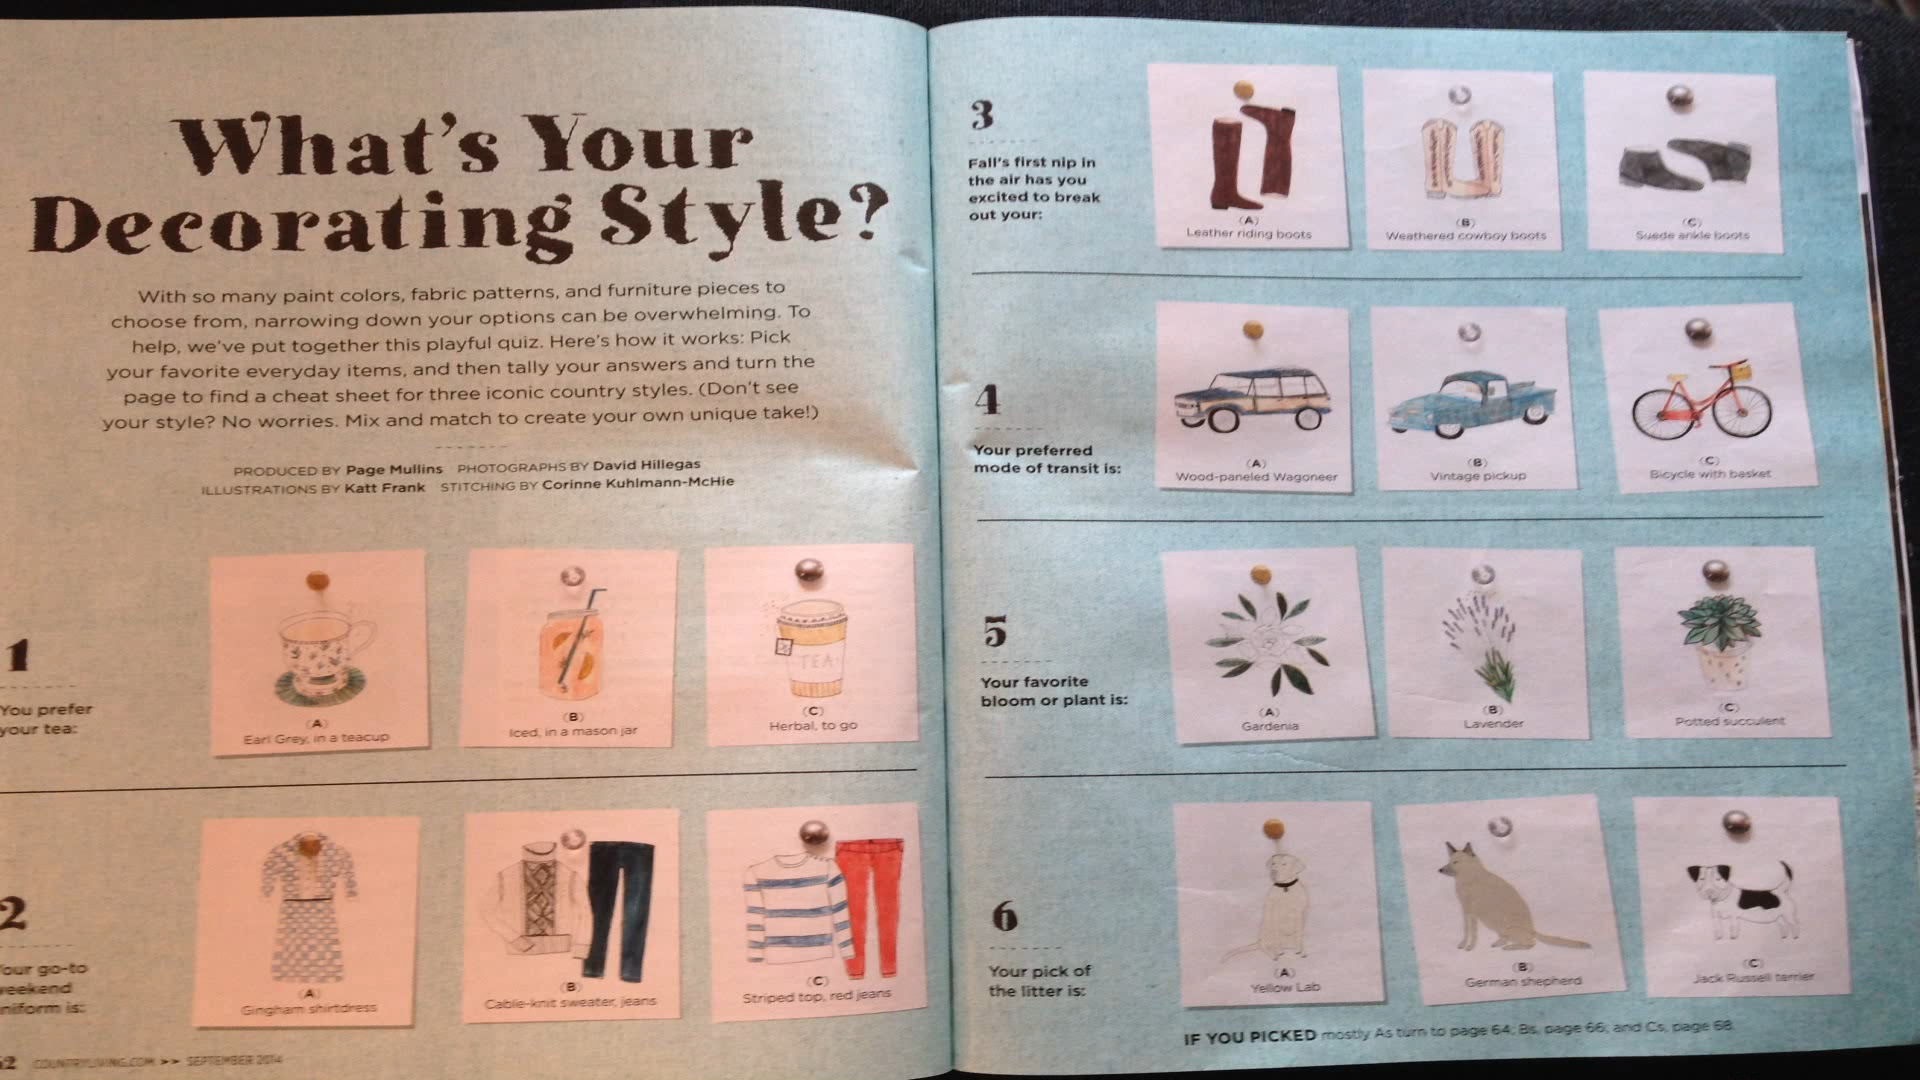 What's Your
Decorating Style?
With so many paint colors, fabric patterns, and furniture pieces to
choose from, narrowing down your options can be overwhelming. To
help, we've put together this playful quiz. Here's how it works: Pick
your favorite everyday items, and then tally your answers and turn the
page to find a cheat sheet for three iconic country styles. (Don't see
your style? No worries. Mix and match to create your own unique take!)
PRODUCED BY Page Mullins PHOTOGRAPHS BY David Hillegas
ILLUSTRATIONS BY Katt Frank STITCHING BY Corinne Kuhlmann-McHie
1
You prefer
your tea:
(A)
Earl Grey, in a teacup
(B)
Iced, in a mason jar
TEA
(C)
Herbal, to go
2
our go-to
weekend
niform is:
(A)
Gingham shirtdress
(B)
Cable-knit sweater, jeans
(C)
Striped top, red jeans
62 COUNTRYLIVING.COM >> SEPTEMBER 2014
3
Fall's first nip in
the air has you
excited to break
out your:
(A)
Leather riding boots
(B)
Weathered cowboy boots
(C)
Suede ankle boots
4
Your preferred
mode of transit is:
(A)
Wood-paneled Wagoneer
(B)
Vintage pickup
(C)
Bicycle with basket
5
Your favorite
bloom or plant is:
(A)
Gardenia
(B)
Lavender
(C)
Potted succulent
6
Your pick of
the litter is:
(A)
Yellow Lab
(B)
German shepherd
(C)
Jack Russell terrier
IF YOU PICKED mostly As turn to page 64; Bs, page 66; and Cs, page 68.